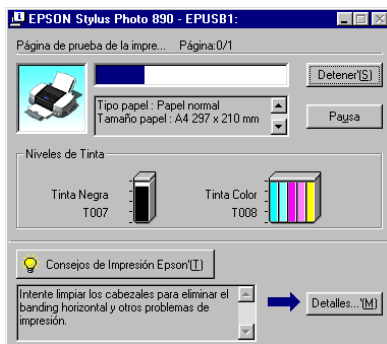 EPSON Stylus Photo 890 - EPUSB1:
Página de prueba de la impre... Página:0/1
Detener'(S)
Tipo papel : Papel normal
Tamaño papel : A4 297 x 210 mm
Pausa
Niveles de Tinta
Tinta Negra
T007
Tinta Color
T008
Consejos de Impresión Epson'(T)
Intente limpiar los cabezales para eliminar el
banding horizontal y otros problemas de
impresión.
Detalles...'(M)